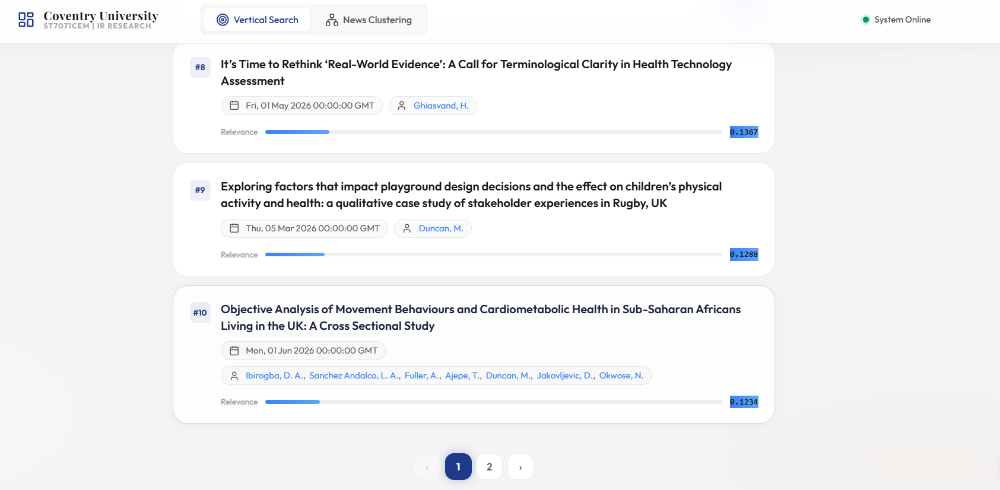 Coventry University
ST7071CEM | IR RESEARCH
Vertical Search
News Clustering
System Online
#8
It’s Time to Rethink ‘Real-World Evidence’: A Call for Terminological Clarity in Health Technology
Assessment
Fri, 01 May 2026 00:00:00 GMT
Ghiasvand, H.
Relevance
0.1367
#9
Exploring factors that impact playground design decisions and the effect on children’s physical
activity and health: a qualitative case study of stakeholder experiences in Rugby, UK
Thu, 05 Mar 2026 00:00:00 GMT
Duncan, M.
Relevance
0.1288
#10
Objective Analysis of Movement Behaviours and Cardiometabolic Health in Sub-Saharan Africans
Living in the UK: A Cross Sectional Study
Mon, 01 Jun 2026 00:00:00 GMT
Ibirogba, D. A., Sanchez Andalco, L. A., Fuller, A., Ajepe, T., Duncan, M., Jakovljevic, D., Okwose, N.
Relevance
0.1234
‹ 1 2 ›